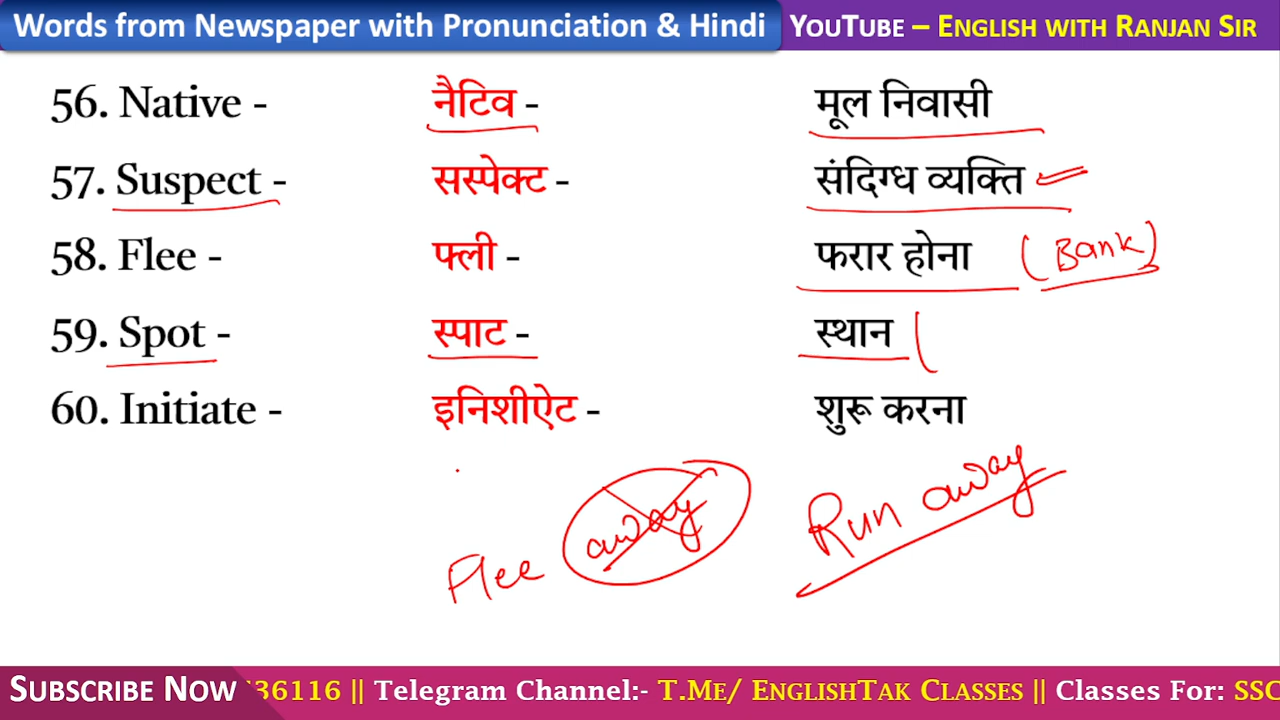 Words from Newspaper with Pronunciation & Hindi YouTube – English with Ranjan Sir
56. Native - नैटिव - मूल निवासी
57. Suspect - सस्पेक्ट - संदिग्ध व्यक्ति
58. Flee - फ्ली - फरार होना (Bank)
59. Spot - स्पाट - स्थान (
60. Initiate - इनिशीऐट - शुरू करना
Flee away Run away
Subscribe Now 36116 || Telegram Channel:- T.Me/ EnglishTak Classes || Classes For: SSC